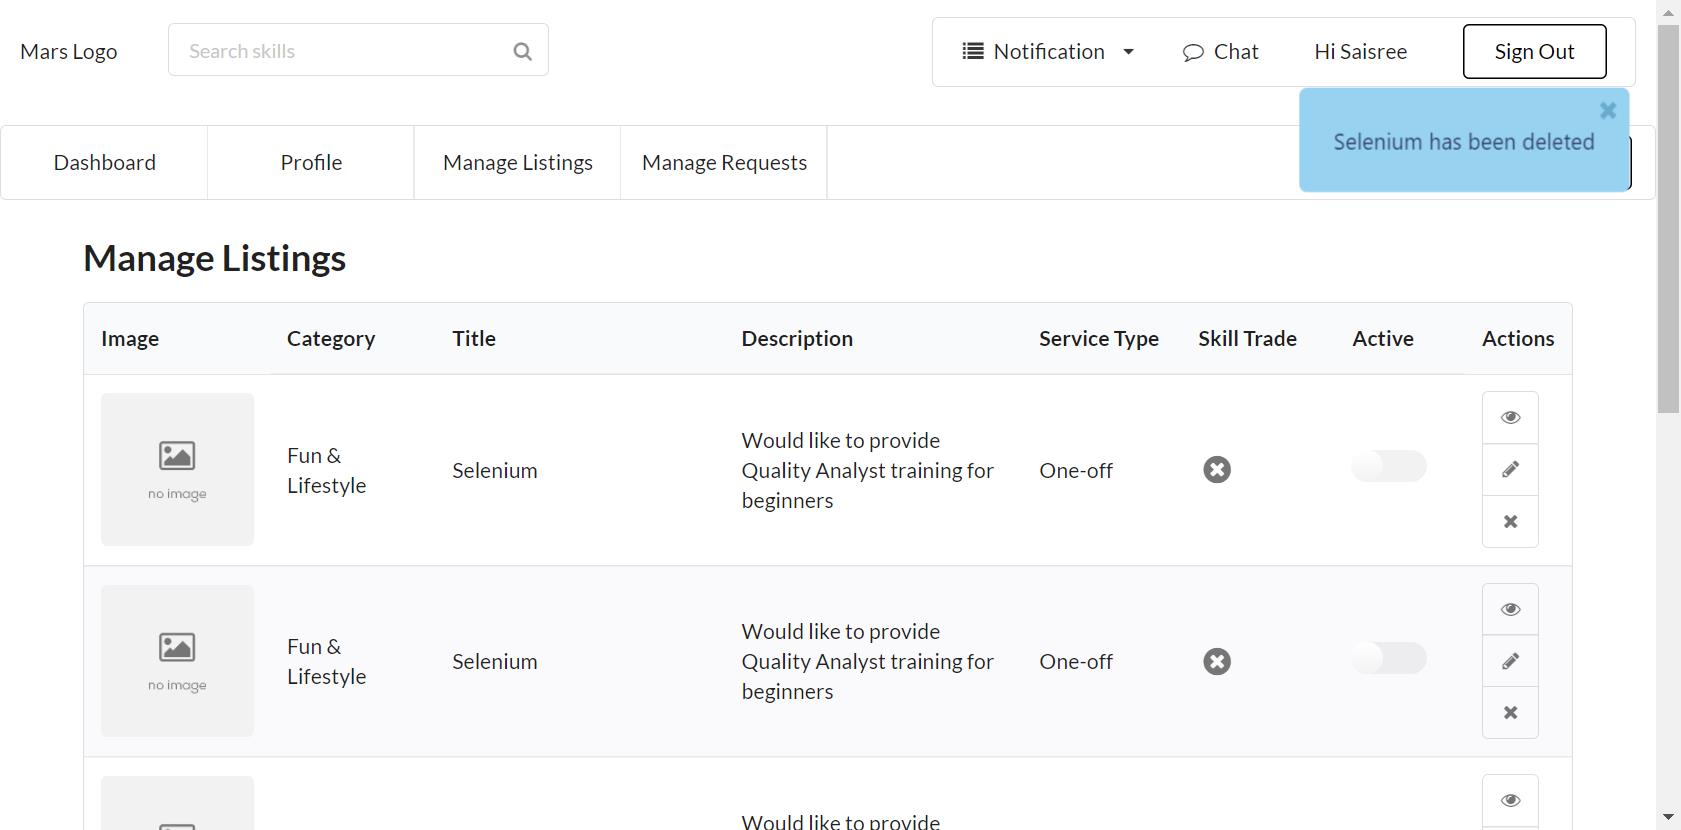 Mars Logo
Search skills
Notification
Chat
Hi Saisree
Sign Out
Selenium has been deleted
Dashboard
Profile
Manage Listings
Manage Requests
Manage Listings
Image
Category
Title
Description
Service Type
Skill Trade
Active
Actions
no image
Fun &
Lifestyle
Selenium
Would like to provide
Quality Analyst training for
beginners
One-off
no image
Fun &
Lifestyle
Selenium
Would like to provide
Quality Analyst training for
beginners
One-off
Would like to provide